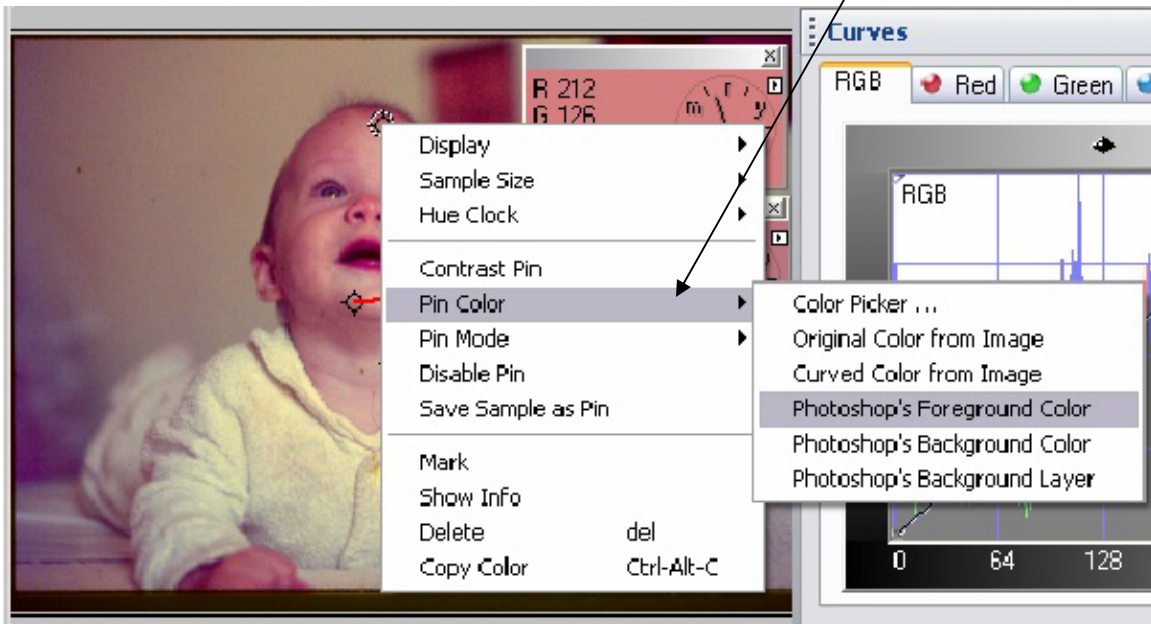 Curves
RGB Red Green
R 212
G 126
m r y
RGB
Display
Sample Size
Hue Clock
Contrast Pin
Pin Color
Pin Mode
Disable Pin
Save Sample as Pin
Mark
Show Info
Delete del
Copy Color Ctrl-Alt-C
Color Picker ...
Original Color from Image
Curved Color from Image
Photoshop's Foreground Color
Photoshop's Background Color
Photoshop's Background Layer
0 64 128